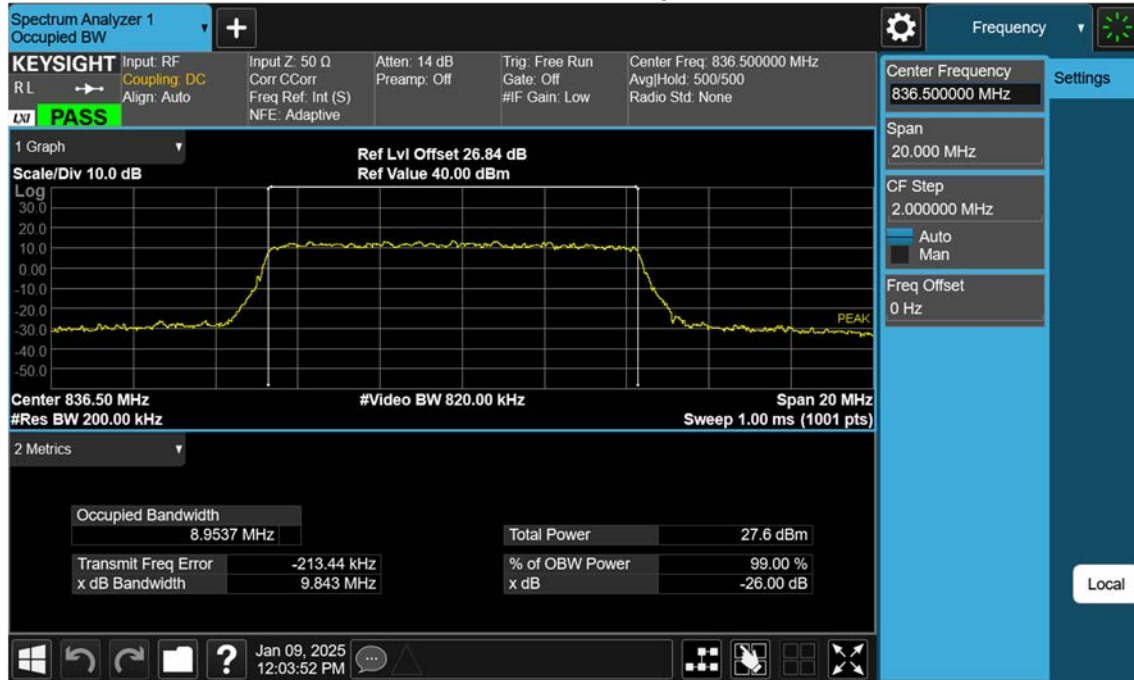 Spectrum Analyzer 1
Occupied BW
Frequency
KEYSIGHT
RL
LXI PASS
Input: RF
Coupling: DC
Align: Auto
Input Z: 50 Ω
Corr CCorr
Freq Ref: Int (S)
NFE: Adaptive
Atten: 14 dB
Preamp: Off
Trig: Free Run
Gate: Off
#IF Gain: Low
Center Freq: 836.500000 MHz
Avg|Hold: 500/500
Radio Std: None
Center Frequency
836.500000 MHz
Settings
Span
20.000 MHz
CF Step
2.000000 MHz
Auto
Man
Freq Offset
0 Hz
Local
1 Graph
Scale/Div 10.0 dB
Ref Lvl Offset 26.84 dB
Ref Value 40.00 dBm
Log
30.0
20.0
10.0
0.00
-10.0
-20.0
-30.0
-40.0
-50.0
PEAK
Center 836.50 MHz
#Video BW 820.00 kHz
Span 20 MHz
#Res BW 200.00 kHz
Sweep 1.00 ms (1001 pts)
2 Metrics
Occupied Bandwidth
8.9537 MHz
Total Power 27.6 dBm
Transmit Freq Error -213.44 kHz
% of OBW Power 99.00 %
x dB Bandwidth 9.843 MHz
x dB -26.00 dB
?
Jan 09, 2025
12:03:52 PM